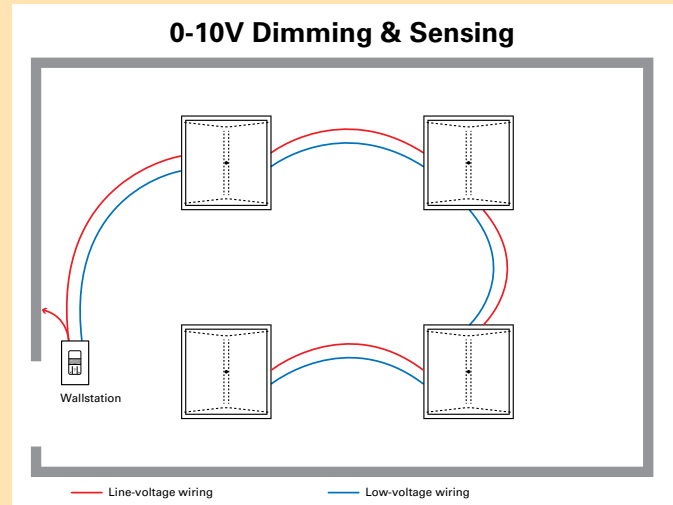 0-10V Dimming & Sensing
Wallstation
Line-voltage wiring
Low-voltage wiring